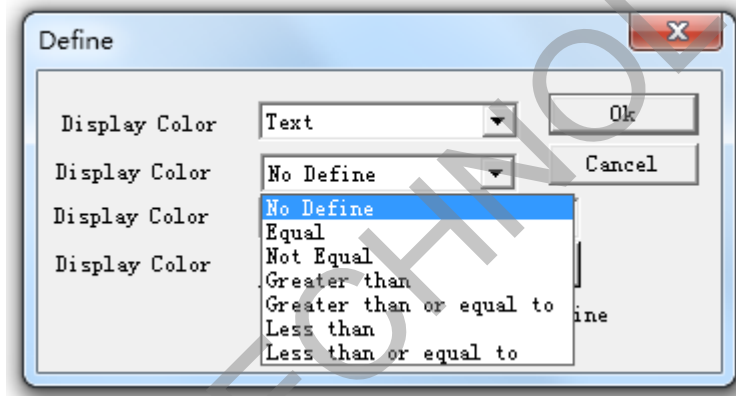 Define
Display Color Text Ok
Display Color No Define Cancel
Display Color
Display Color
No Define
Equal
Not Equal
Greater than
Greater than or equal to
Less than
Less than or equal to
ine